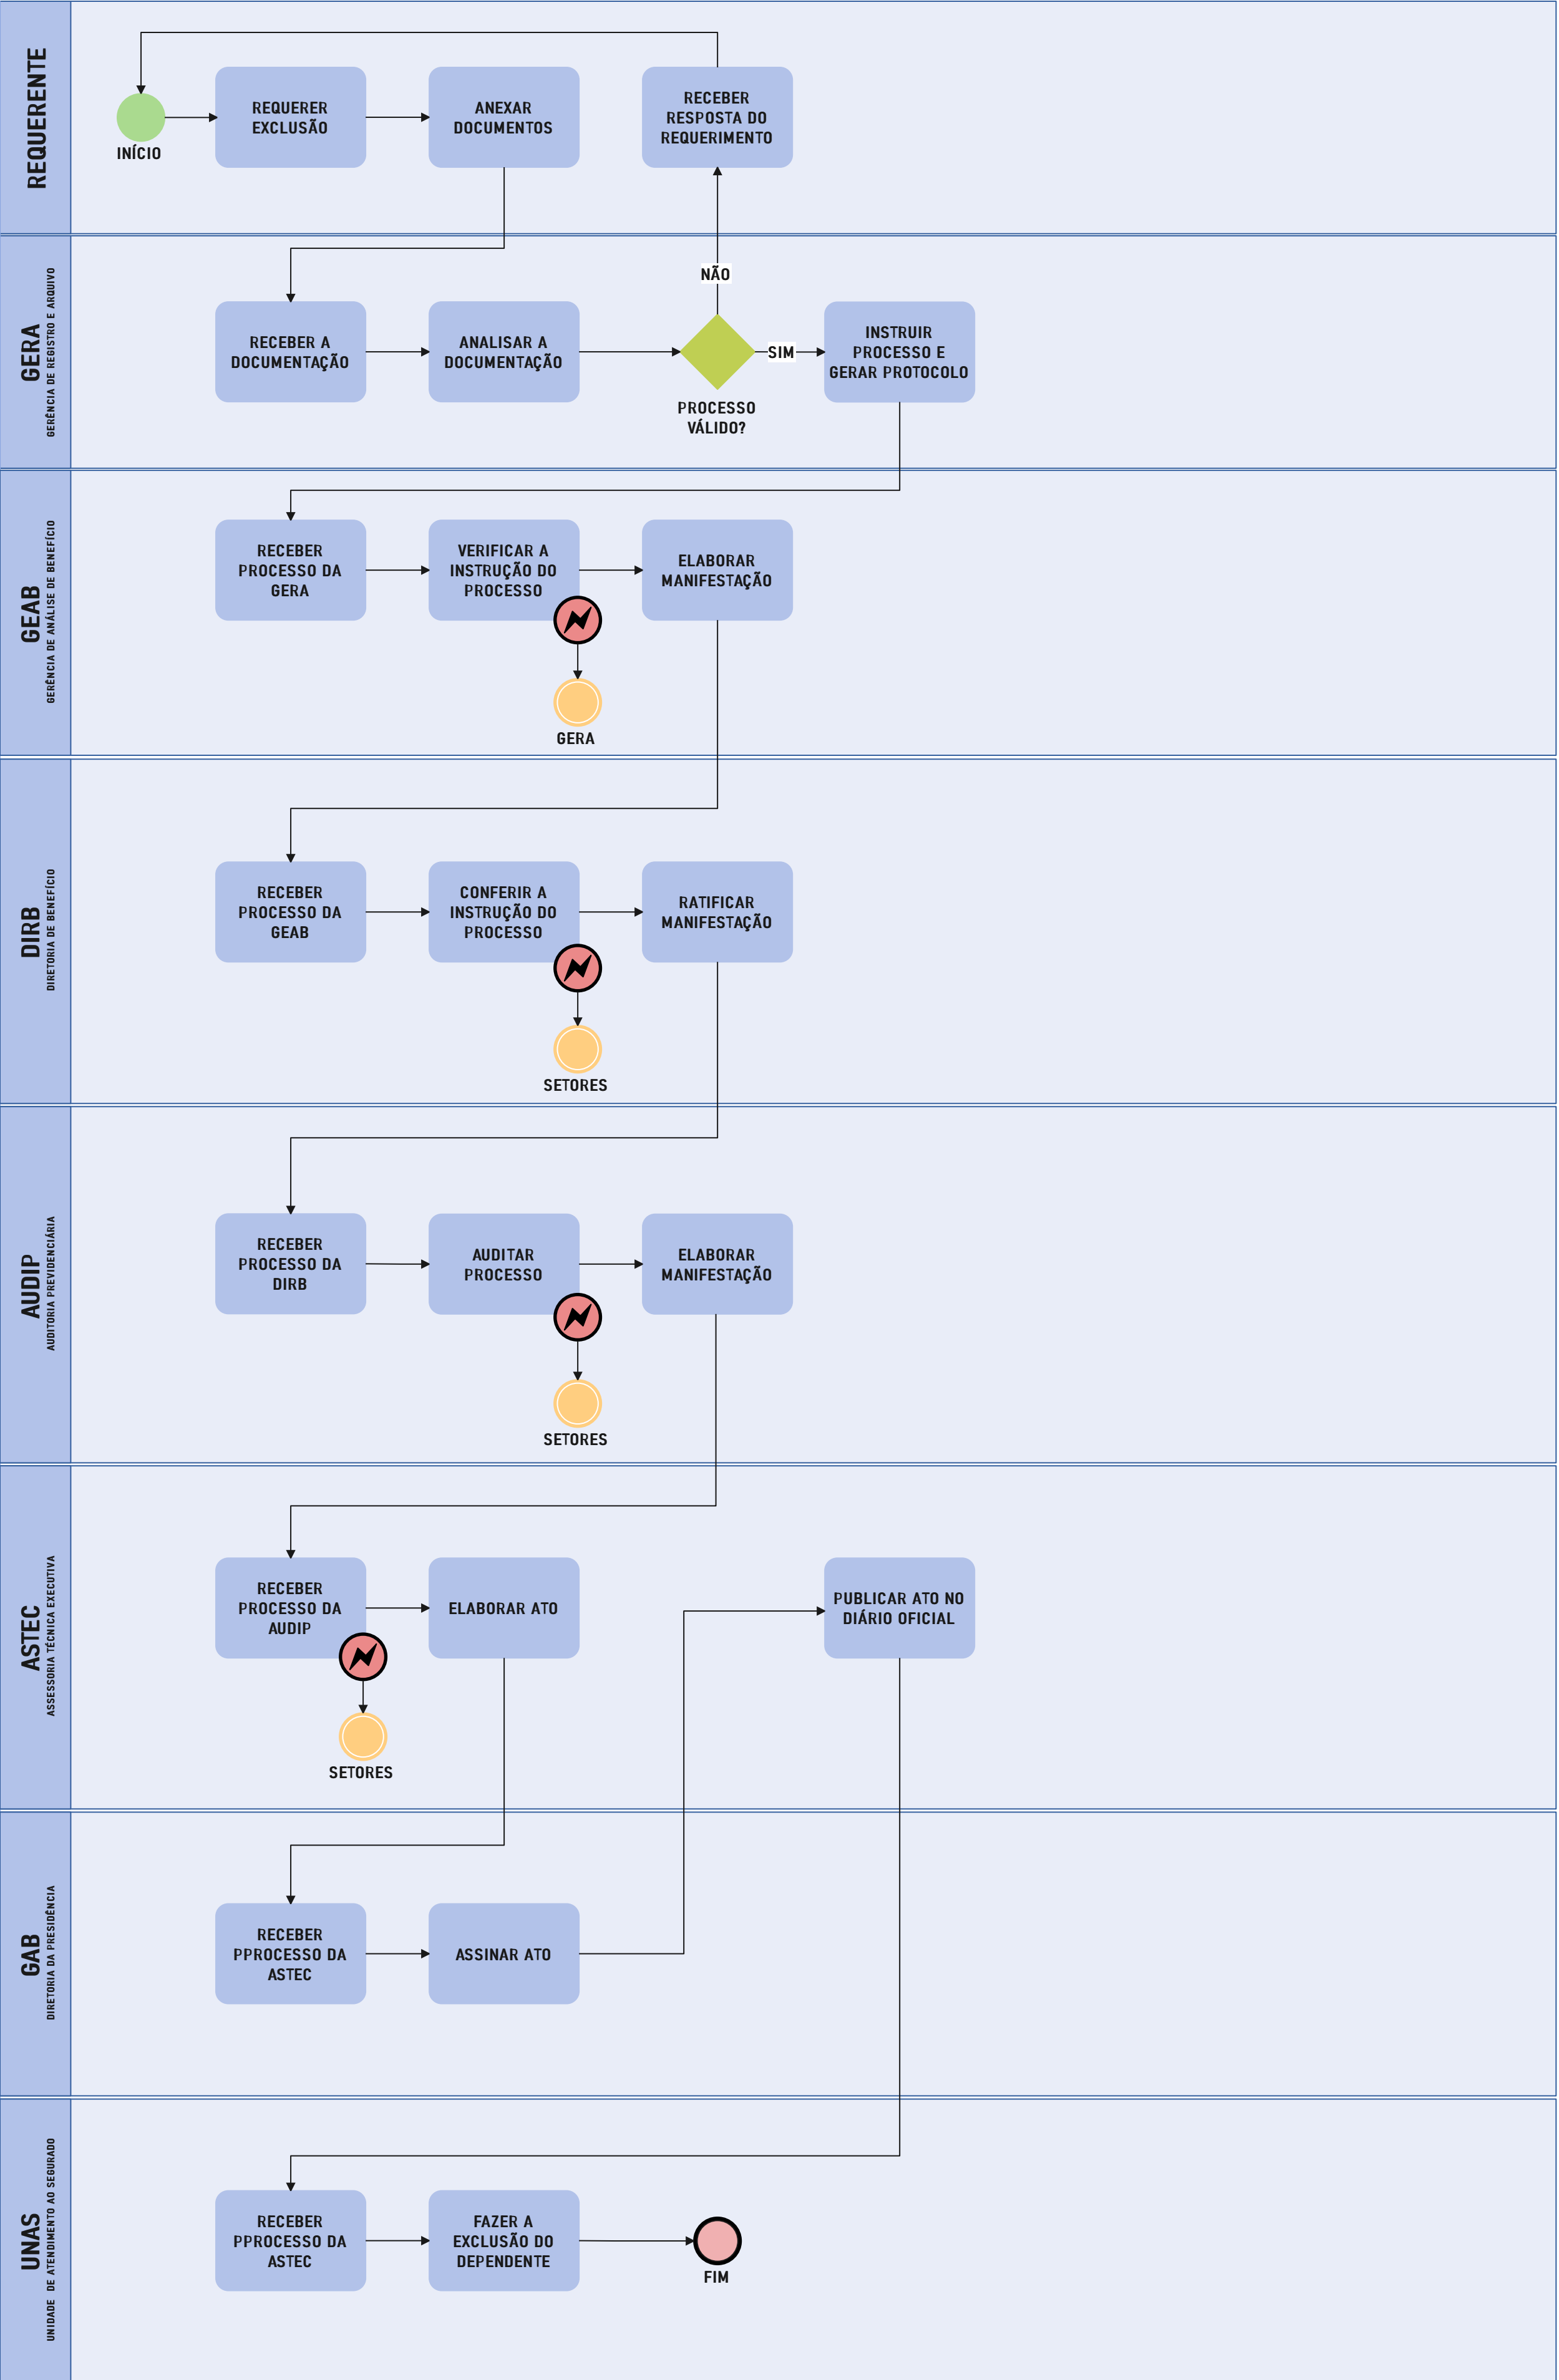 REQUERENTE
REQUERER
EXCLUSÃO
ANEXAR
DOCUMENTOS
RECEBER
RESPOSTA DO
REQUERIMENTO
INÍCIO
GERA
GERÊNCIA DE REGISTRO E ARQUIVO
NÃO
RECEBER A
DOCUMENTAÇÃO
ANALISAR A
DOCUMENTAÇÃO
SIM
INSTRUIR
PROCESSO E
GERAR PROTOCOLO
PROCESSO
VÁLIDO?
GEAB
GERÊNCIA DE ANÁLISE DE BENEFÍCIO
RECEBER
PROCESSO DA
GERA
VERIFICAR A
INSTRUÇÃO DO
PROCESSO
ELABORAR
MANIFESTAÇÃO
GERA
DIRB
DIRETORIA DE BENEFÍCIO
RECEBER
PROCESSO DA
GEAB
CONFERIR A
INSTRUÇÃO DO
PROCESSO
RATIFICAR
MANIFESTAÇÃO
SETORES
AUDIP
AUDITORIA PREVIDENCIÁRIA
RECEBER
PROCESSO DA
DIRB
AUDITAR
PROCESSO
ELABORAR
MANIFESTAÇÃO
SETORES
ASTEC
ASSESSORIA TÉCNICA EXECUTIVA
RECEBER
PROCESSO DA
AUDIP
ELABORAR ATO
PUBLICAR ATO NO
DIÁRIO OFICIAL
SETORES
GAB
DIRETORIA DA PRESIDÊNCIA
RECEBER
PPROCESSO DA
ASTEC
ASSINAR ATO
UNAS
UNIDADE DE ATENDIMENTO AO SEGURADO
RECEBER
PPROCESSO DA
ASTEC
FAZER A
EXCLUSÃO DO
DEPENDENTE
FIM